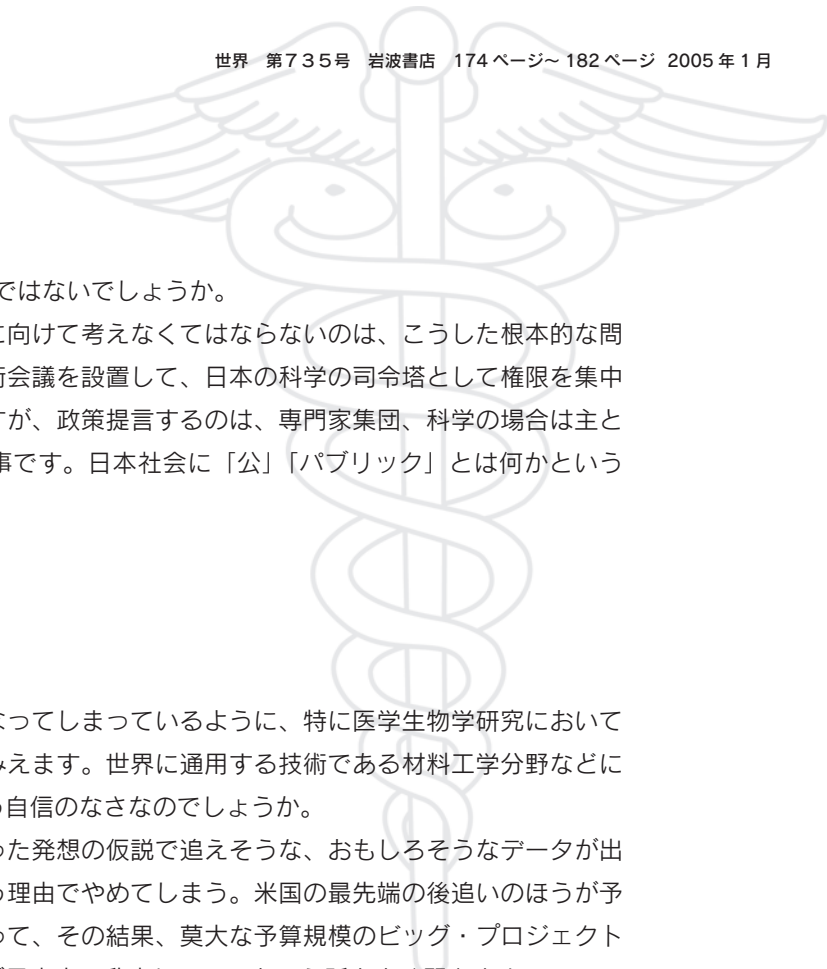 世界　第７３５号　岩波書店　174 ページ～ 182 ページ  2005 年 1 月
ではないでしょうか。
に向けて考えなくてはならないのは、こうした根本的な問
術会議を設置して、日本の科学の司令塔として権限を集中
すが、政策提言するのは、専門家集団、科学の場合は主と
事です。日本社会に「公」「パブリック」とは何かという
なってしまっているように、特に医学生物学研究において
みえます。世界に通用する技術である材料工学分野などに
う自信のなさなのでしょうか。
った発想の仮説で追えそうな、おもしろそうなデータが出
う理由でやめてしまう。米国の最先端の後追いのほうが予
って、その結果、莫大な予算規模のビッグ・プロジェクト